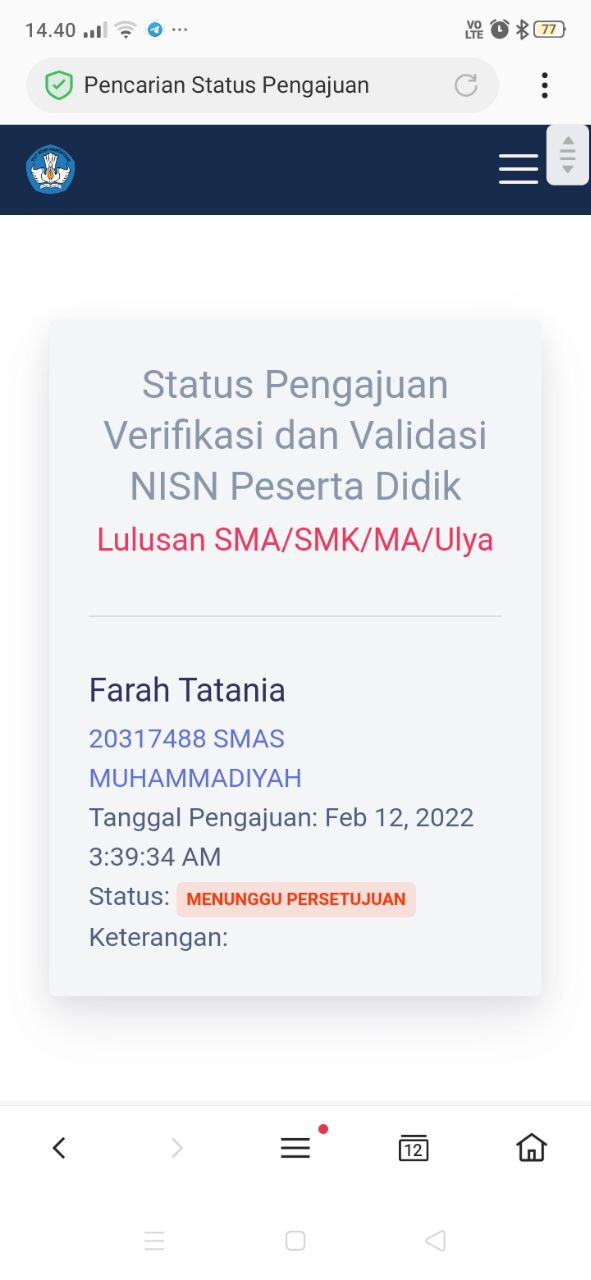 14.40
VO
LTE
77
Pencarian Status Pengajuan
Status Pengajuan
Verifikasi dan Validasi
NISN Peserta Didik
Lulusan SMA/SMK/MA/Ulya
Farah Tatania
20317488 SMAS
MUHAMMADIYAH
Tanggal Pengajuan: Feb 12, 2022
3:39:34 AM
Status: MENUNGGU PERSETUJUAN
Keterangan:
12